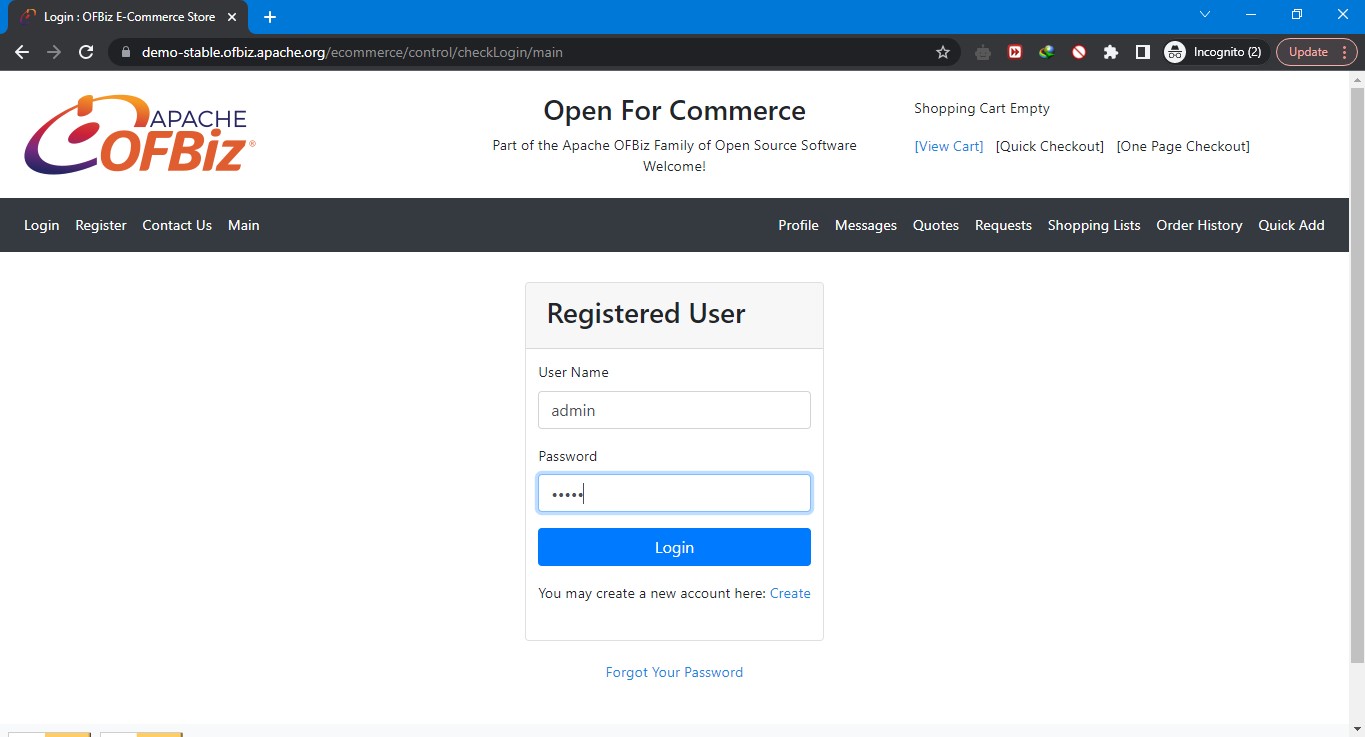 Login : OFBiz E-Commerce Store
demo-stable.ofbiz.apache.org/ecommerce/control/checkLogin/main
Incognito (2)
Update
APACHE
OFBiz®
Open For Commerce
Part of the Apache OFBiz Family of Open Source Software
Welcome!
Shopping Cart Empty
[View Cart] [Quick Checkout] [One Page Checkout]
Login Register Contact Us Main
Profile Messages Quotes Requests Shopping Lists Order History Quick Add
Registered User
User Name
admin
Password
•••••
Login
You may create a new account here: Create
Forgot Your Password